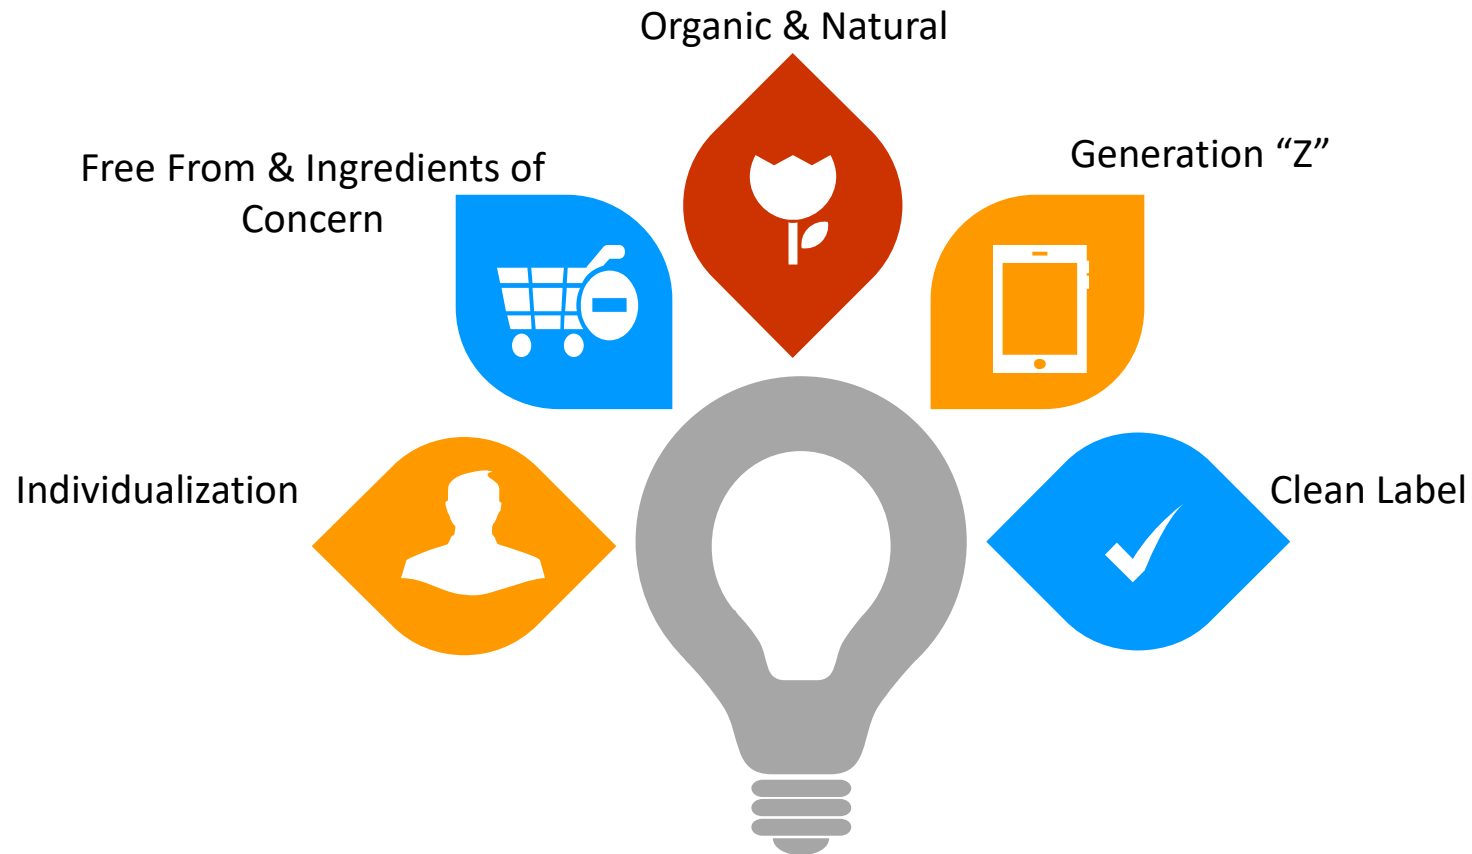 Organic & Natural
Free From & Ingredients of
Concern
Generation “Z”
Individualization
Clean Label